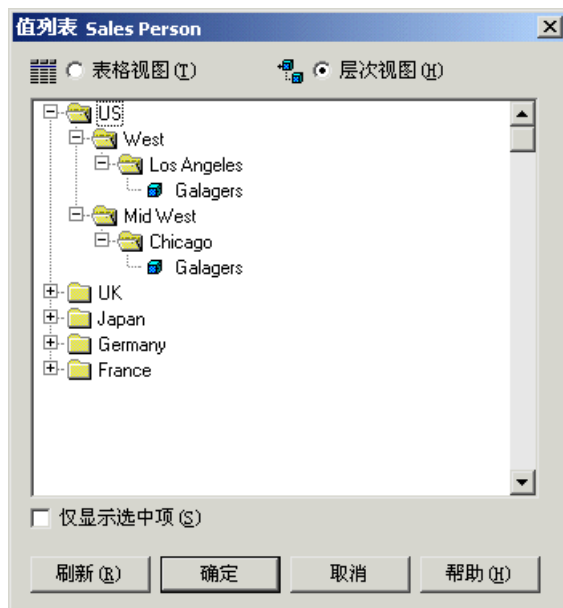 值列表 Sales Person
表格视图(T) 层次视图(H)
US
West
Los Angeles
Galagers
Mid West
Chicago
Galagers
UK
Japan
Germany
France
仅显示选中项(S)
刷新(R) 确定 取消 帮助(H)